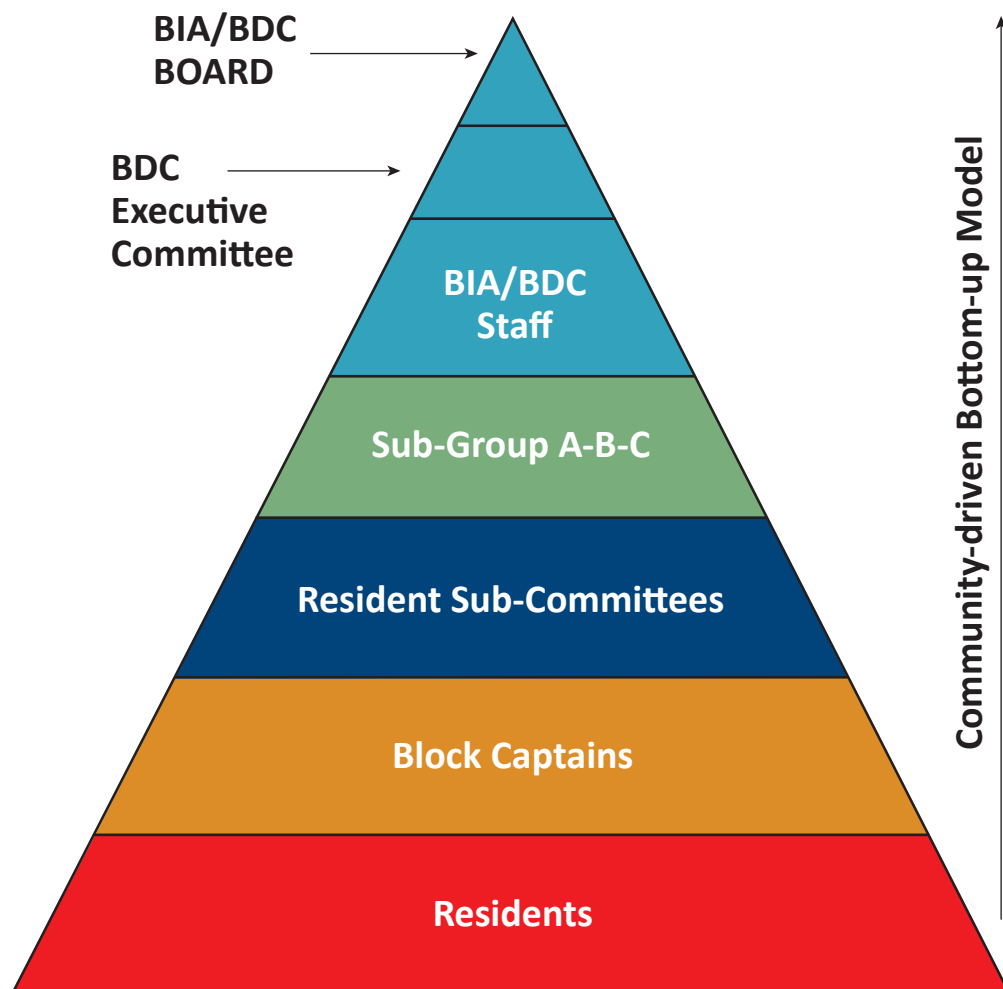 BIA/BDC
BOARD
BDC
Executive
Committee
BIA/BDC
Staff
Sub-Group A-B-C
Resident Sub-Committees
Block Captains
Residents
Community-driven Bottom-up Model